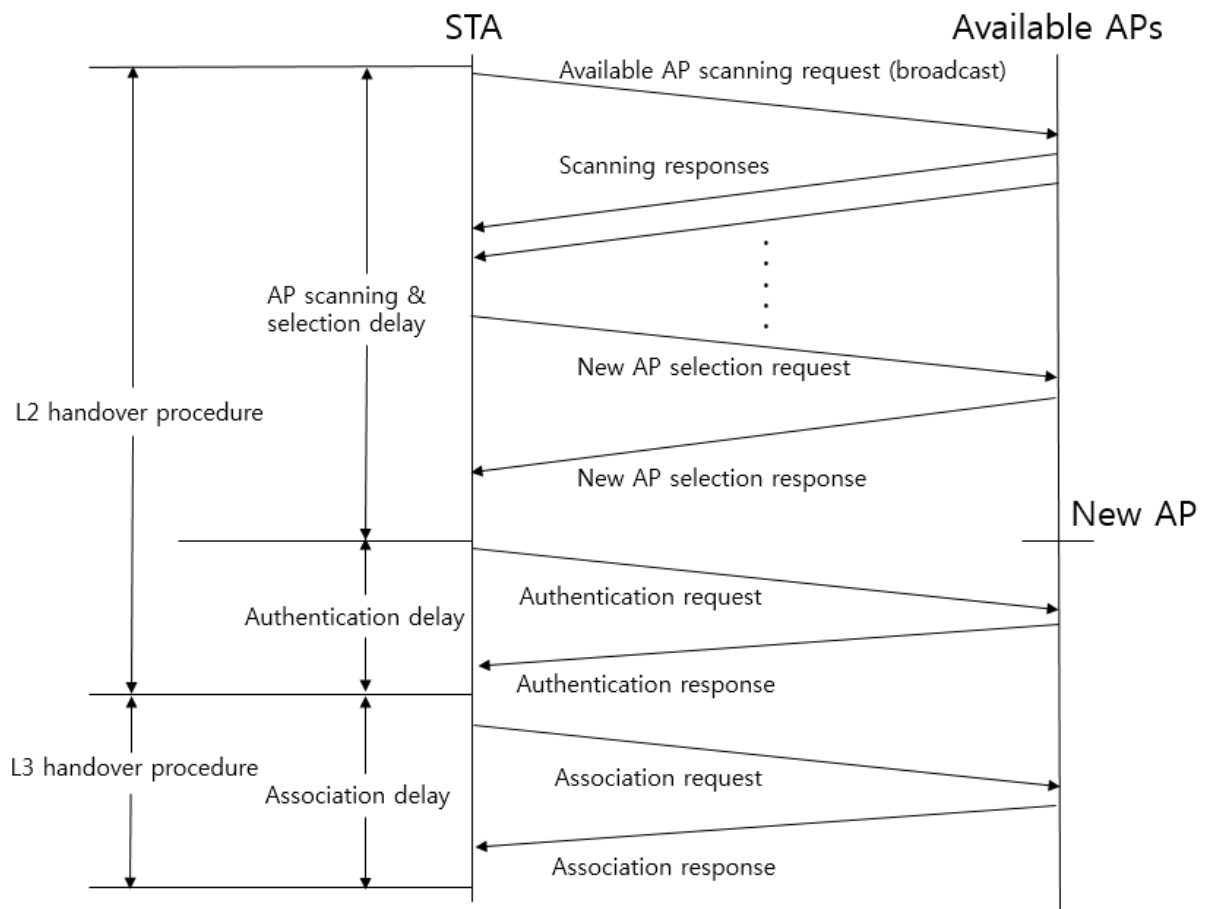 STA
Available APs
Available AP scanning request (broadcast)
Scanning responses
AP scanning &
selection delay
New AP selection request
L2 handover procedure
New AP selection response
New AP
Authentication request
Authentication delay
Authentication response
L3 handover procedure
Association request
Association delay
Association response